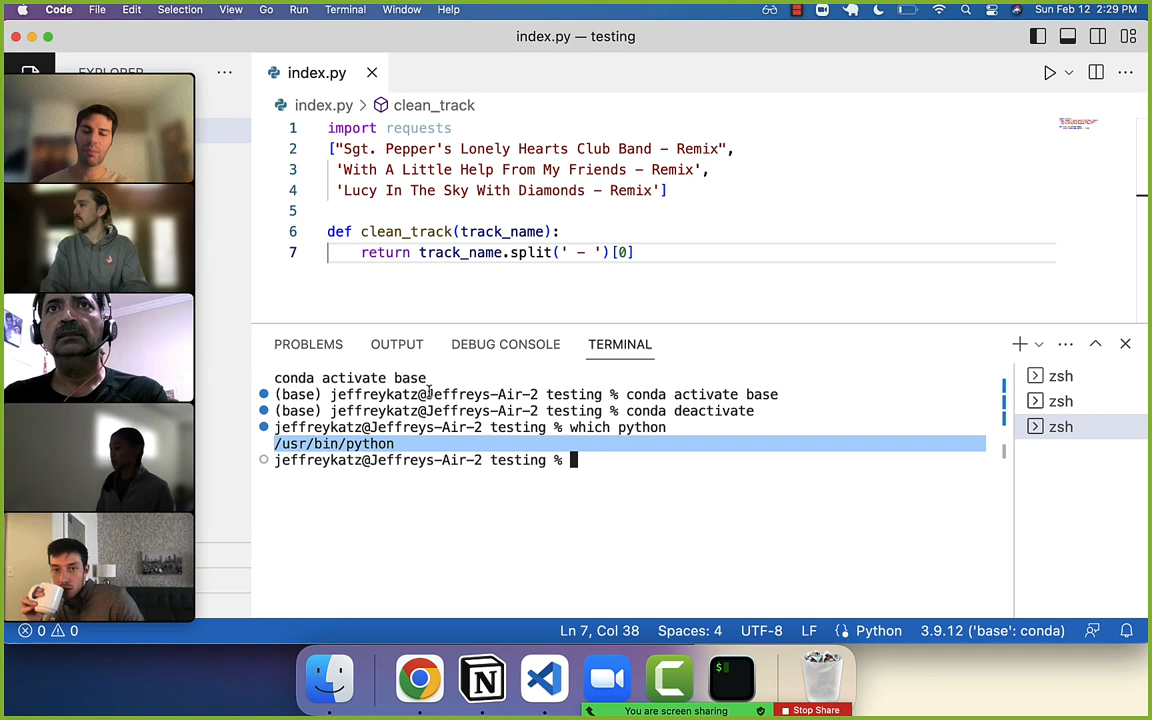 Code File Edit Selection View Go Run Terminal Window Help Sun Feb 12 2:29 PM
index.py — testing
EXPLORER
index.py
index.py > clean_track
1 import requests
2 ["Sgt. Pepper's Lonely Hearts Club Band - Remix",
3 'With A Little Help From My Friends - Remix',
4 'Lucy In The Sky With Diamonds - Remix']
5
6 def clean_track(track_name):
7 return track_name.split(' - ')[0]
PROBLEMS OUTPUT DEBUG CONSOLE TERMINAL
conda activate base
(base) jeffreykatz@Jeffreys-Air-2 testing % conda activate base
(base) jeffreykatz@Jeffreys-Air-2 testing % conda deactivate
jeffreykatz@Jeffreys-Air-2 testing % which python
/usr/bin/python
jeffreykatz@Jeffreys-Air-2 testing %
zsh
zsh
zsh
0 0 Ln 7, Col 38 Spaces: 4 UTF-8 LF Python 3.9.12 ('base': conda)
You are screen sharing Stop Share